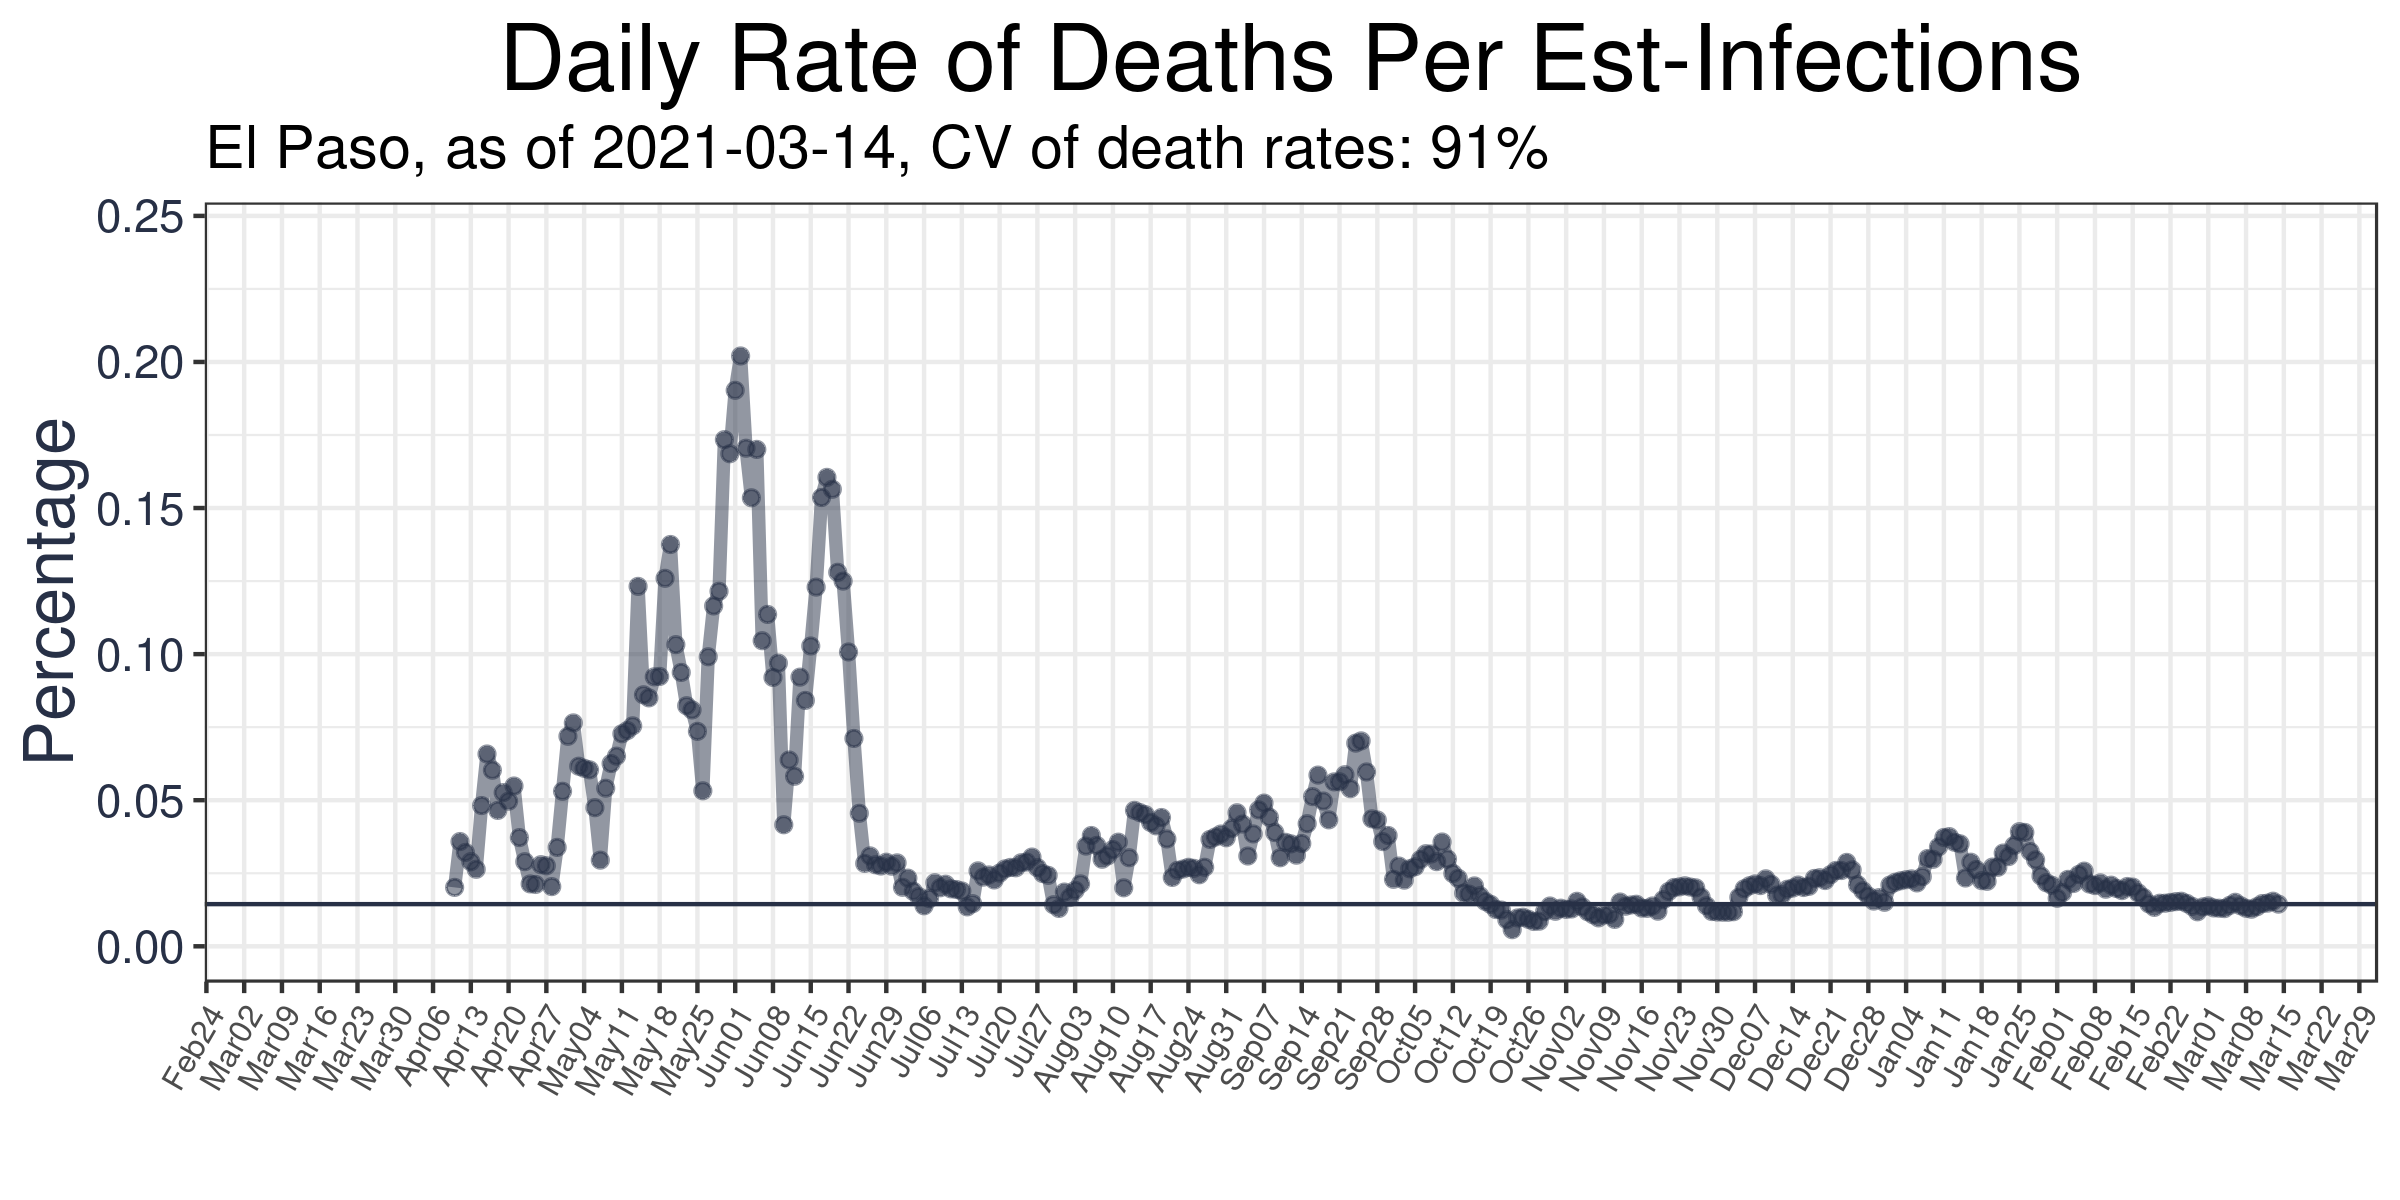 Daily Rate of Deaths Per Est-Infections
El Paso, as of 2021-03-14, CV of death rates: 91%
Percentage
0.25
0.20
0.15
0.10
0.05
0.00
Feb24
Mar02
Mar09
Mar16
Mar23
Mar30
Apr06
Apr13
Apr20
Apr27
May04
May11
May18
May25
Jun01
Jun08
Jun15
Jun22
Jun29
Jul06
Jul13
Jul20
Jul27
Aug03
Aug10
Aug17
Aug24
Aug31
Sep07
Sep14
Sep21
Sep28
Oct05
Oct12
Oct19
Oct26
Nov02
Nov09
Nov16
Nov23
Nov30
Dec07
Dec14
Dec21
Dec28
Jan04
Jan11
Jan18
Jan25
Feb01
Feb08
Feb15
Feb22
Mar01
Mar08
Mar15
Mar22
Mar29